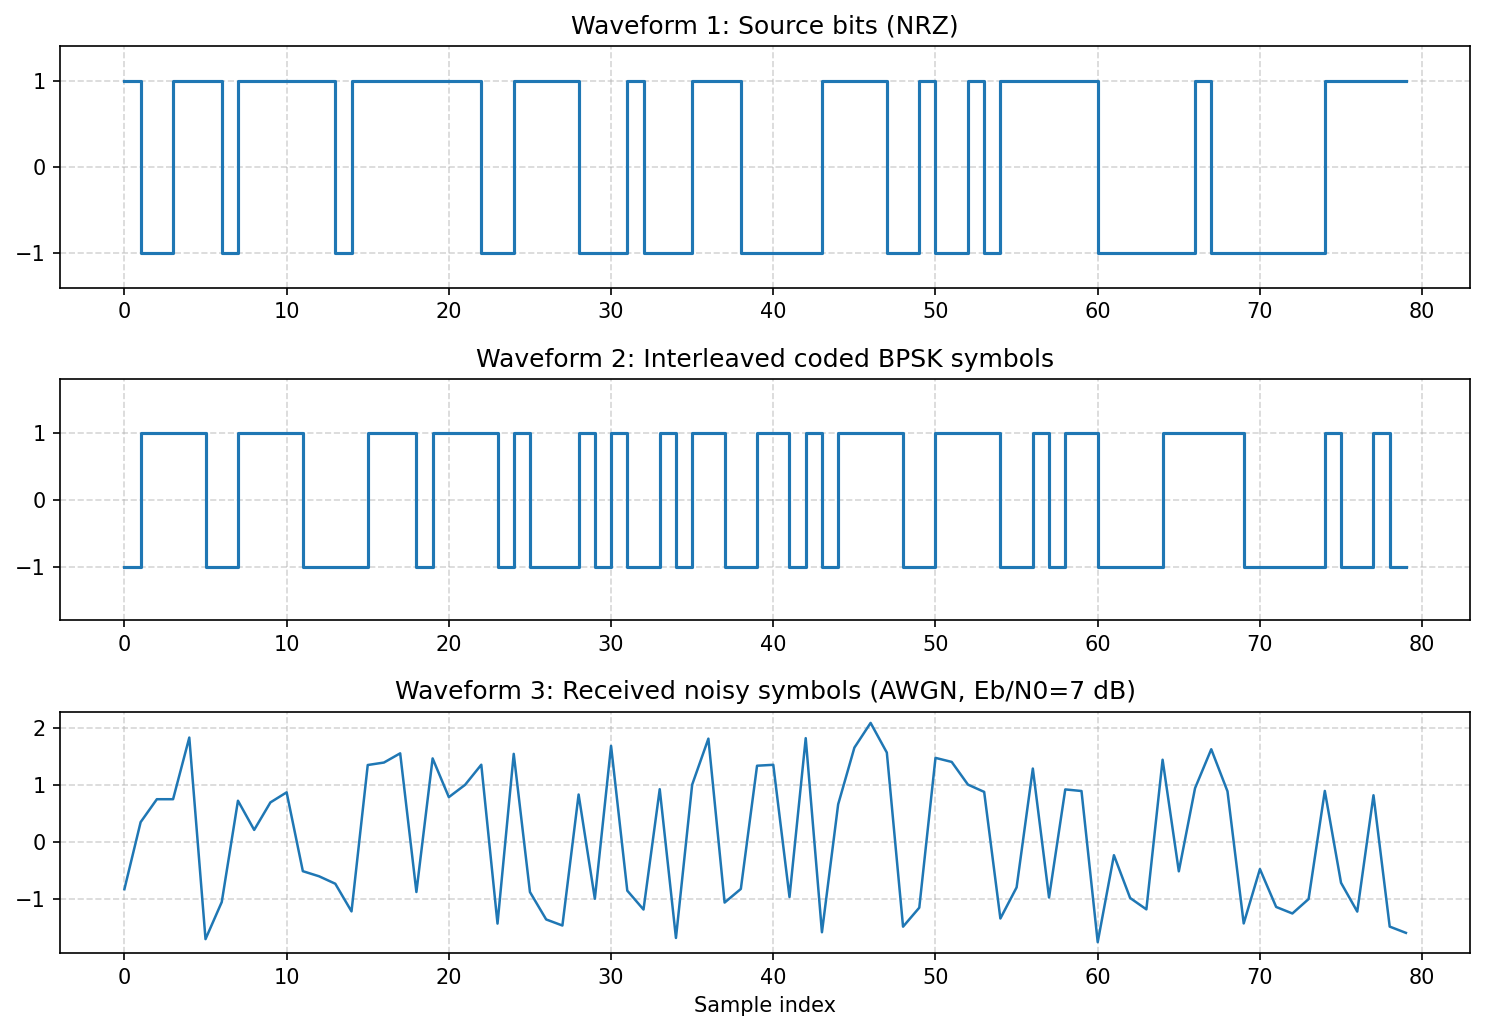 Waveform 1: Source bits (NRZ)
1
0
−1
0 10 20 30 40 50 60 70 80
Waveform 2: Interleaved coded BPSK symbols
1
0
−1
0 10 20 30 40 50 60 70 80
Waveform 3: Received noisy symbols (AWGN, Eb/N0=7 dB)
2
1
0
−1
0 10 20 30 40 50 60 70 80
Sample index